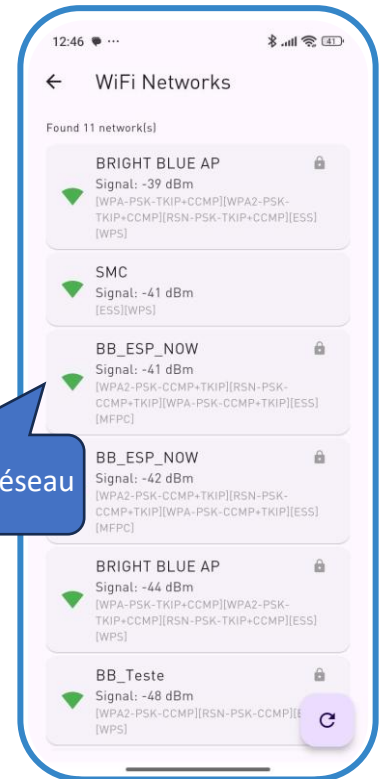 12:46 ... 41
WiFi Networks
Found 11 network(s)
BRIGHT BLUE AP
Signal: -39 dBm
[WPA-PSK-TKIP+CCMP][WPA2-PSK-
TKIP+CCMP][RSN-PSK-TKIP+CCMP][ESS]
[WPS]
SMC
Signal: -41 dBm
[ESS][WPS]
BB_ESP_NOW
Signal: -41 dBm
[WPA2-PSK-CCMP+TKIP][RSN-PSK-
CCMP+TKIP][WPA-PSK-CCMP+TKIP][ESS]
[MFPC]
éseau
BB_ESP_NOW
Signal: -42 dBm
[WPA2-PSK-CCMP+TKIP][RSN-PSK-
CCMP+TKIP][WPA-PSK-CCMP+TKIP][ESS]
[MFPC]
BRIGHT BLUE AP
Signal: -44 dBm
[WPA-PSK-TKIP+CCMP][WPA2-PSK-
TKIP+CCMP][RSN-PSK-TKIP+CCMP][ESS]
[WPS]
BB_Teste
Signal: -48 dBm
[WPA2-PSK-CCMP][RSN-PSK-CCMP][
[WPS]